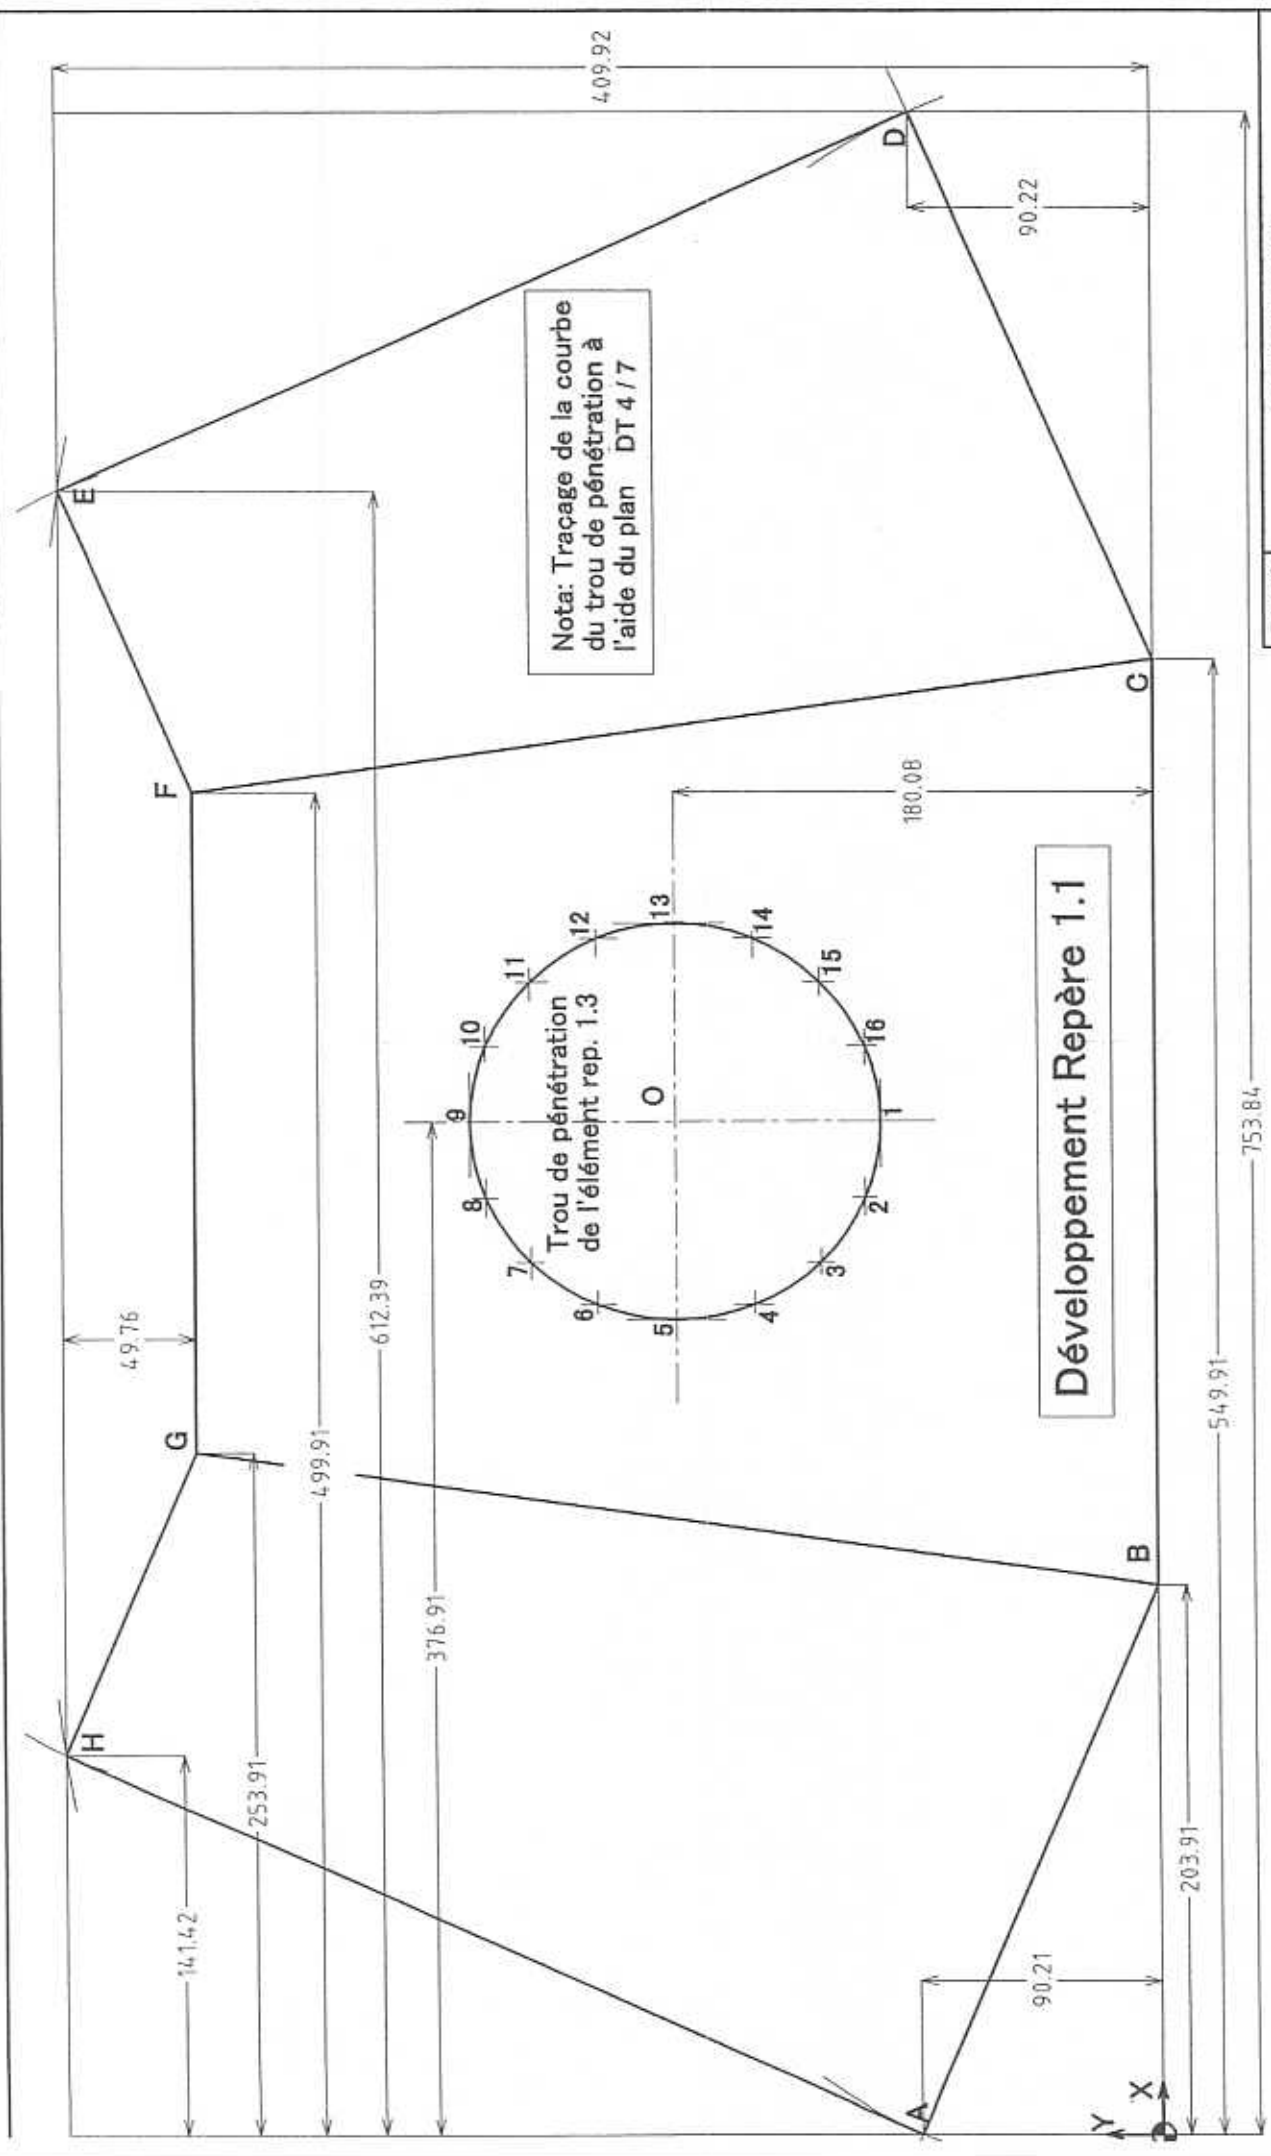 409.92
E
D
90.22
Nota: Traçage de la courbe
du trou de pénétration à
l'aide du plan DT 4 / 7
F
C
612.39
180.08
12
13
14
11
15
10
16
Trou de pénétration
de l'élément rep. 1.3
O
9
1
8
2
7
3
6
5
4
49.76
499.91
376.91
Développement Repère 1.1
549.91
753.84
G
B
H
141.42
253.91
203.91
90.21
A
Y
X